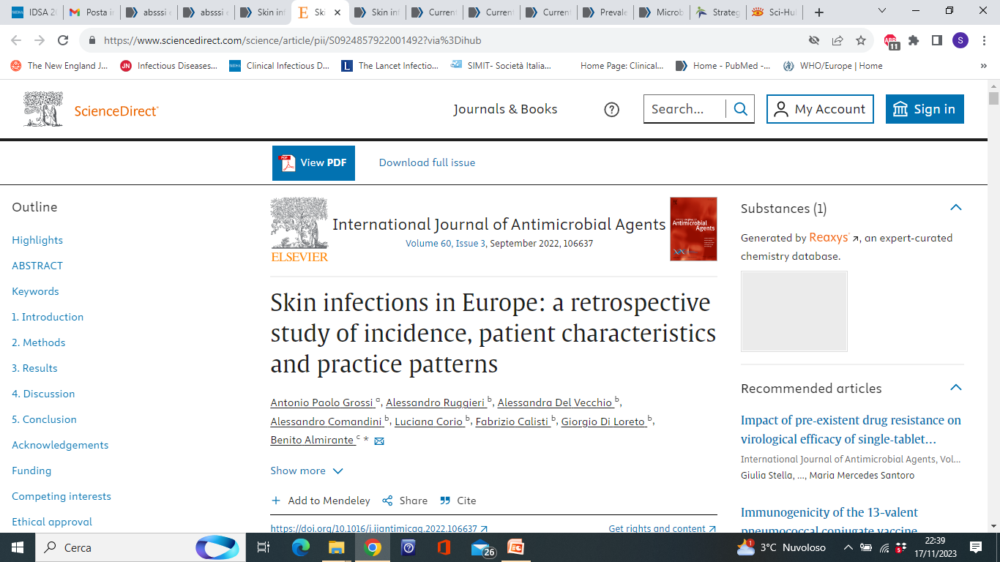 IDSA 20
Posta in
absssi e
absssi e
Skin inf
Ski
Skin inf
Current
Current
Current
Prevale
Microb
Strateg
Sci-Hul
https://www.sciencedirect.com/science/article/pii/S0924857922001492?via%3Dihub
ABP
11
S
The New England J...
JN
Infectious Diseases...
Clinical Infectious D...
L
The Lancet Infectio...
SIMIT- Società Italia...
Home Page: Clinical...
Home - PubMed -...
WHO/Europe | Home
»
ScienceDirect
Journals & Books
Search...
My Account
Sign in
PDF
View PDF
Download full issue
Outline
Highlights
ABSTRACT
Keywords
1. Introduction
2. Methods
3. Results
4. Discussion
5. Conclusion
Acknowledgements
Funding
Competing interests
Ethical approval
ELSEVIER
International Journal of Antimicrobial Agents
Volume 60, Issue 3, September 2022, 106637
Antimicrobial
Agents
Skin infections in Europe: a retrospective
study of incidence, patient characteristics
and practice patterns
Antonio Paolo Grossi a, Alessandro Ruggieri b, Alessandra Del Vecchio b,
Alessandro Comandini b, Luciana Corio b, Fabrizio Calisti b, Giorgio Di Loreto b,
Benito Almirante c *
Show more
Add to Mendeley
Share
Cite
https://doi.org/10.1016/j.ijantimicag.2022.106637
Get rights and content
Substances (1)
Generated by Reaxys, an expert-curated
chemistry database.
Recommended articles
Impact of pre-existent drug resistance on
virological efficacy of single-tablet...
International Journal of Antimicrobial Agents, Vol...
Giulia Stella, ..., Maria Mercedes Santoro
Immunogenicity of the 13-valent
pneumococcal conjugate vaccine
Cerca
26
1
3°C Nuvoloso
5
22:39
17/11/2023